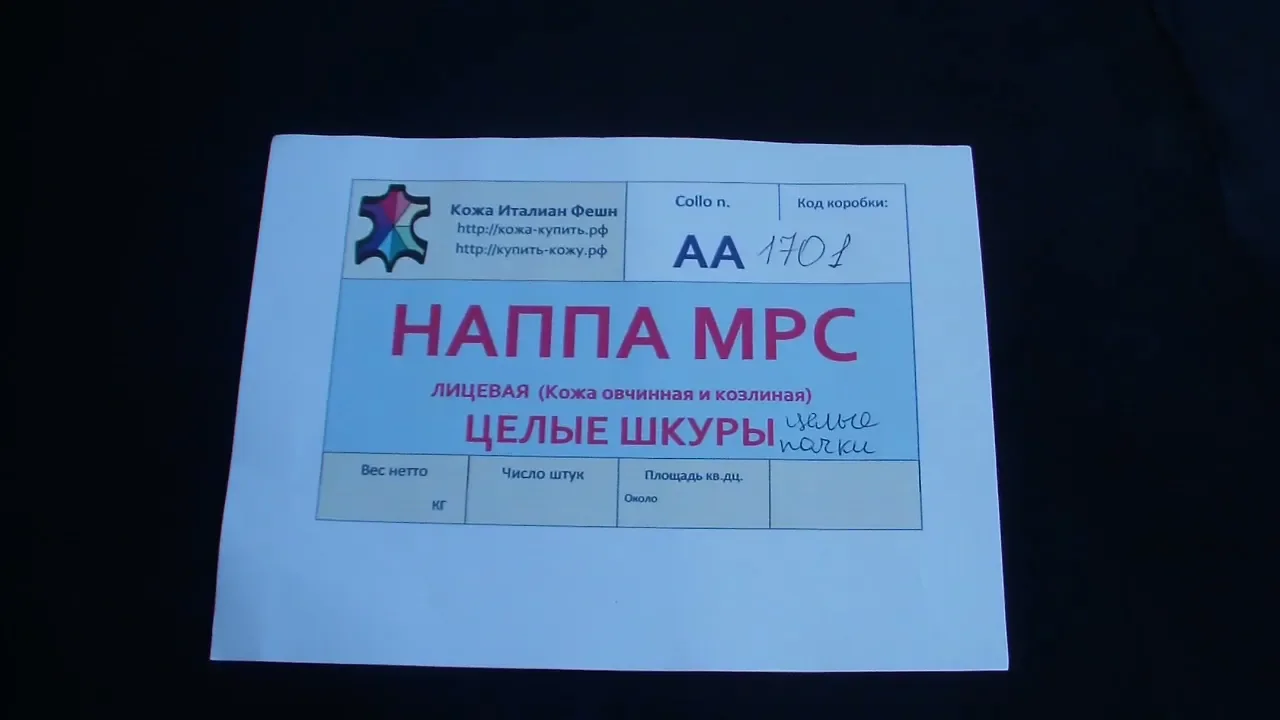 Кожа Италиан Фешн
http://кожа-купить.рф
http://купить-кожу.рф
Collo n.
Код коробки:
АА 1701
НАППА МРС
ЛИЦЕВАЯ (Кожа овчинная и козлиная)
ЦЕЛЫЕ ШКУРЫ
целые
пачки
Вес нетто
кг
Число штук
Площадь кв.дц.
Около